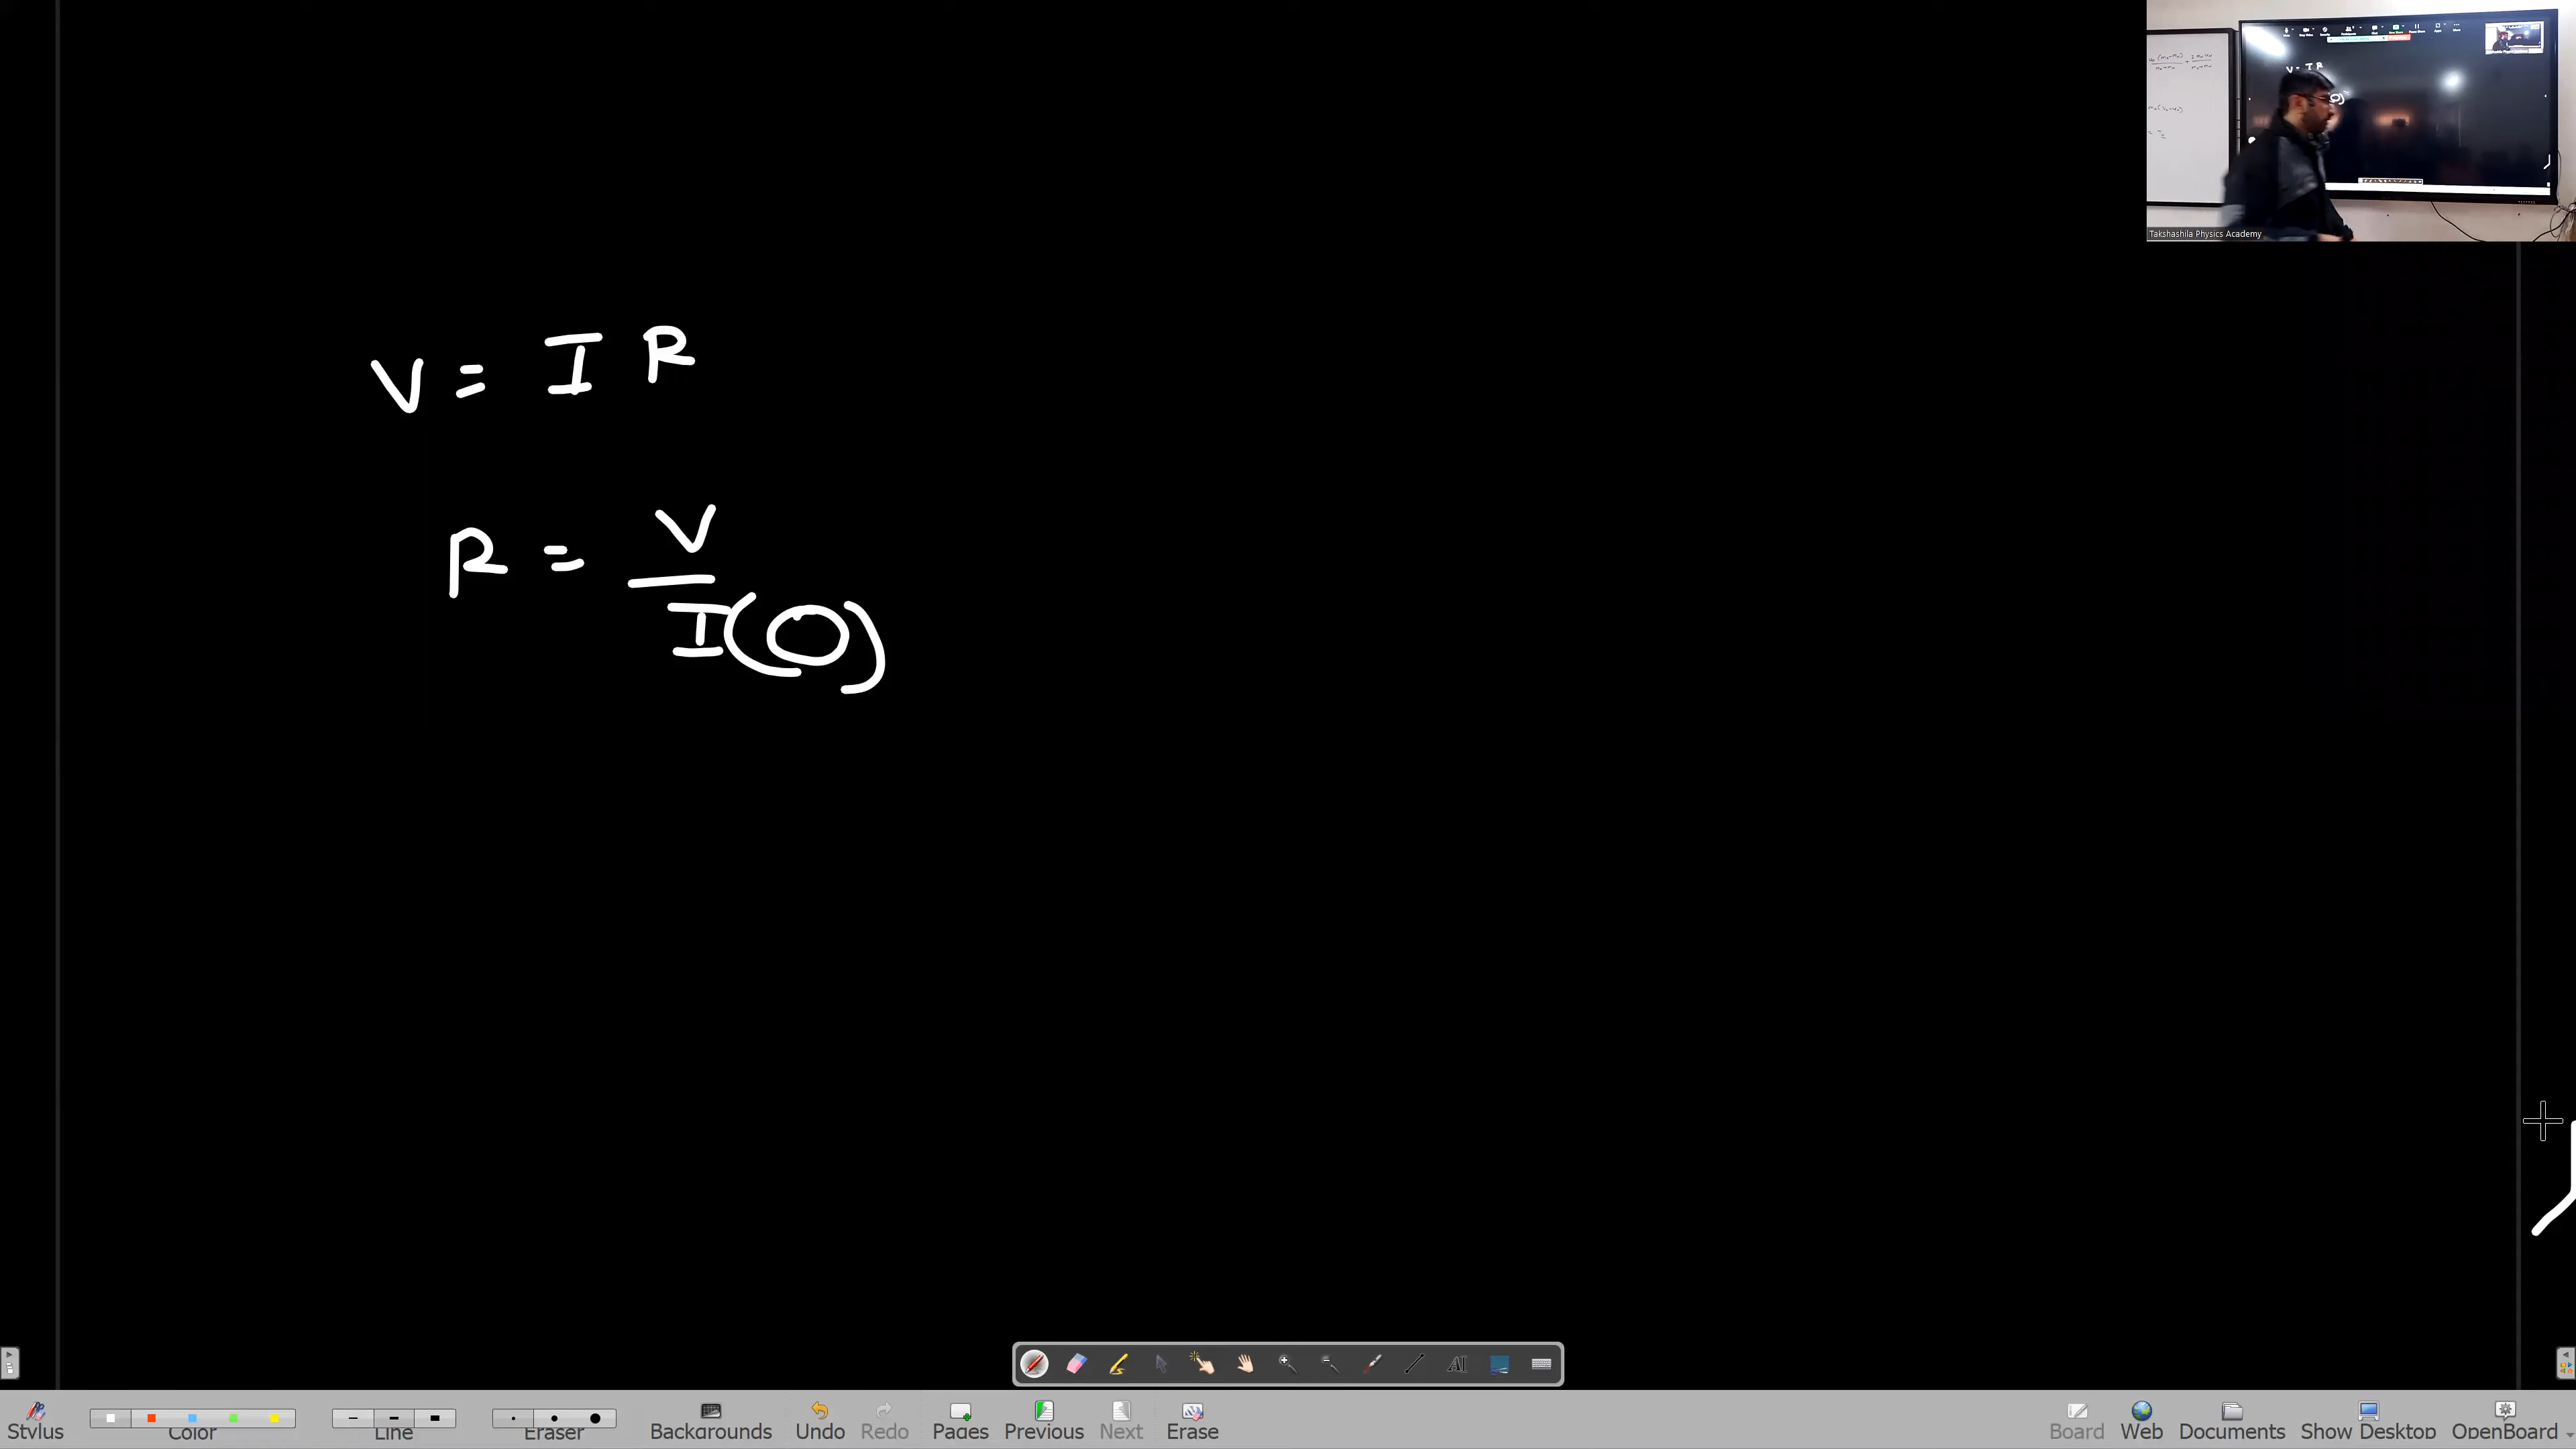 Takshashila Physics Academy
V = I R
R = V
I(0)
Stylus Color Line Eraser Backgrounds Undo Redo Pages Previous Next Erase Board Web Documents Show Desktop OpenBoard